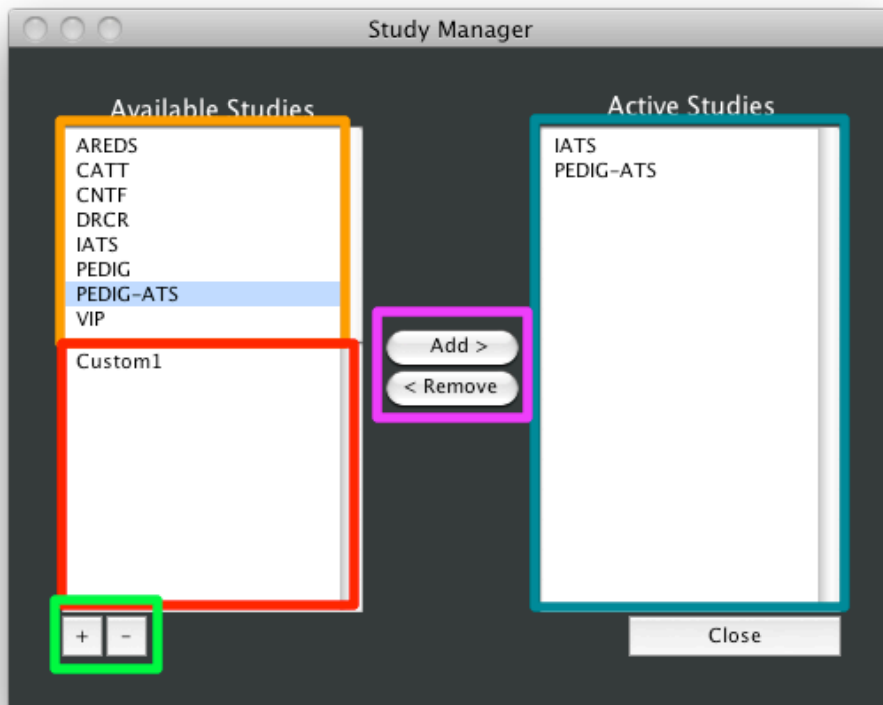 Study Manager
Available Studies
AREDS
CATT
CNTF
DRCR
IATS
PEDIG
PEDIG-ATS
VIP
Custom1
+ -
Add >
< Remove
Active Studies
IATS
PEDIG-ATS
Close